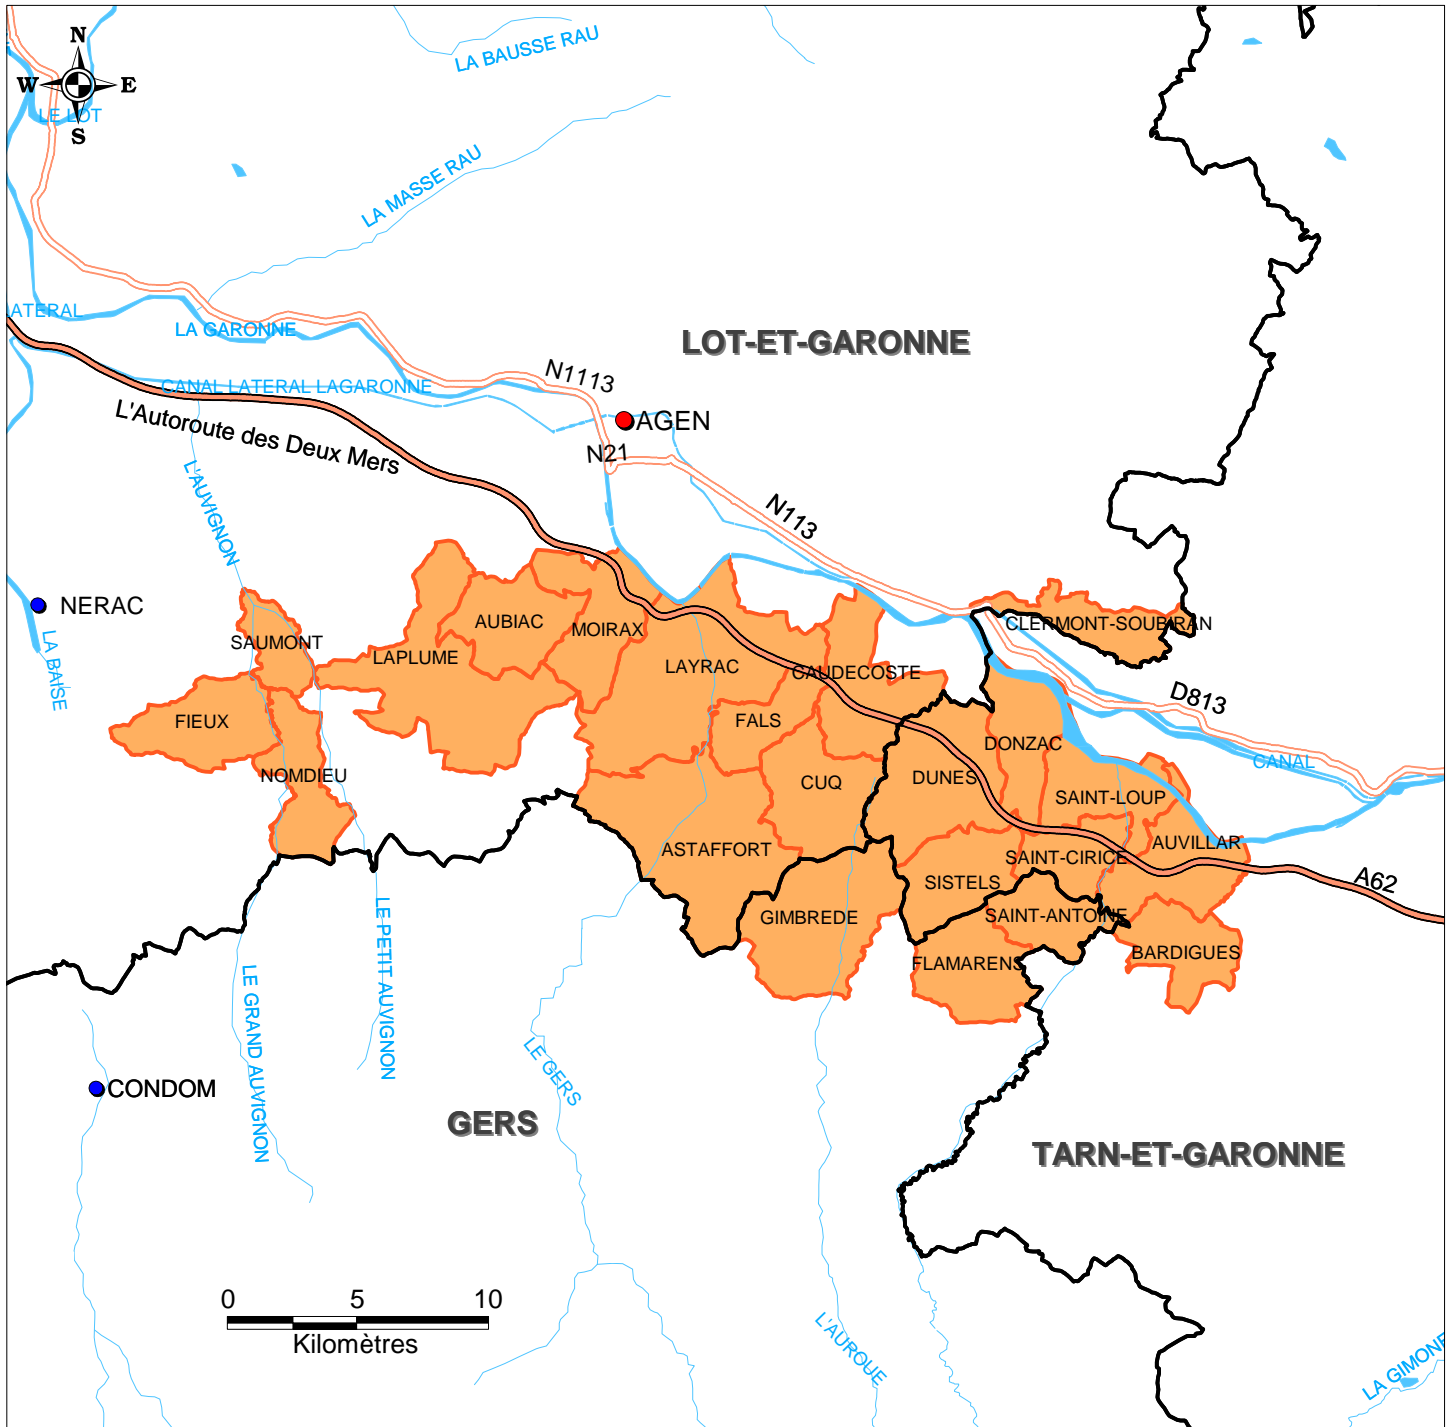 LA BAUSSE RAU
N
W
E
S
LE LOT
LA MASSE RAU
ATERAL
LA GARONNE
LOT-ET-GARONNE
N1113
CANAL LATERAL LAGARONNE
L'Autoroute des Deux Mers
AGEN
N21
L'AUVIGNON
N113
NERAC
LA BAISE
SAUMONT
AUBIAC
MOIRAX
LAPLUME
LAYRAC
CAUDECOSTE
CLERMONT-SOUBIRAN
D813
FIEUX
FALS
DONZAC
CANAL
NOMDIEU
CUQ
DUNES
SAINT-LOUP
ASTAFFORT
SAINT-CIRICE
AUVILLAR
SISTELS
A62
GIMBREDE
SAINT-ANTOINE
LE PETIT AUVIGNON
FLAMARENS
BARDIGUES
LE GRAND AUVIGNON
LE GERS
CONDOM
GERS
TARN-ET-GARONNE
0 5 10
Kilomètres
L'AUROUE
LA GIMONE